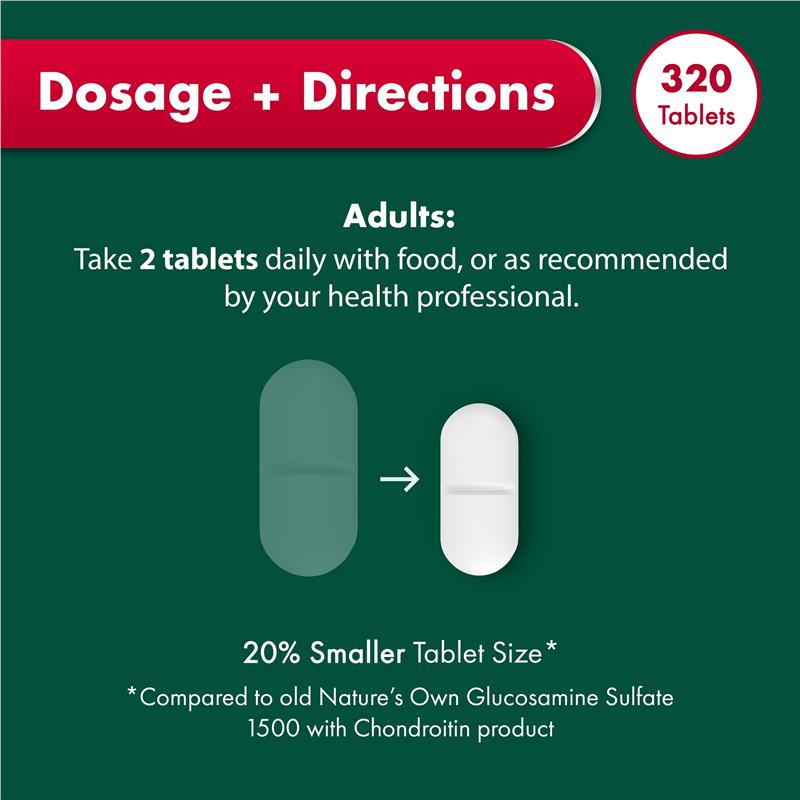 Dosage + Directions
320
Tablets
Adults:
Take 2 tablets daily with food, or as recommended
by your health professional.
20% Smaller Tablet Size*
*Compared to old Nature's Own Glucosamine Sulfate
1500 with Chondroitin product